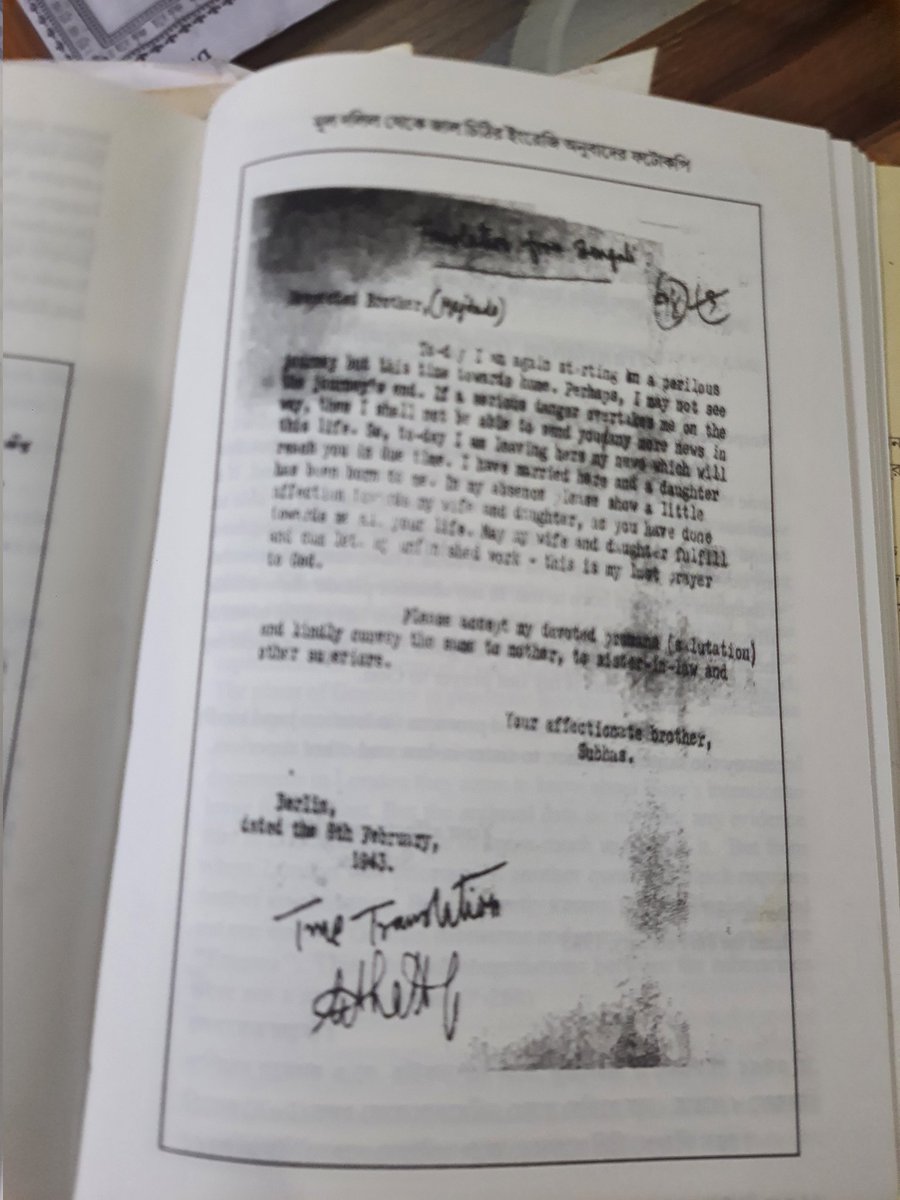 মূল দলিল থেকে জাল চিঠির ইংরেজি অনুবাদের ফটোকপি
Translation from Bengali
Respected Brother, (Mejdada)
To-day I am again starting on a perilous
journey but this time towards home. Perhaps, I may not see
the journey's end. If a serious danger overtakes me on the
way, then I shall not be able to send you any more news in
this life. So, to-day I am leaving here my news which will
reach you in due time. I have married here and a daughter
has been born to me. In my absence please show a little
affection towards my wife and daughter, as you have done
towards me all your life. May my wife and daughter fulfill
and my unfinished work - this is my last prayer
to God.
Please accept my devoted pronams (salutation)
and kindly convey the same to mother, to sister-in-law and
other superiors.
Your affectionate brother,
Subhas.
Berlin,
dated the 8th February,
1943.
True Translation